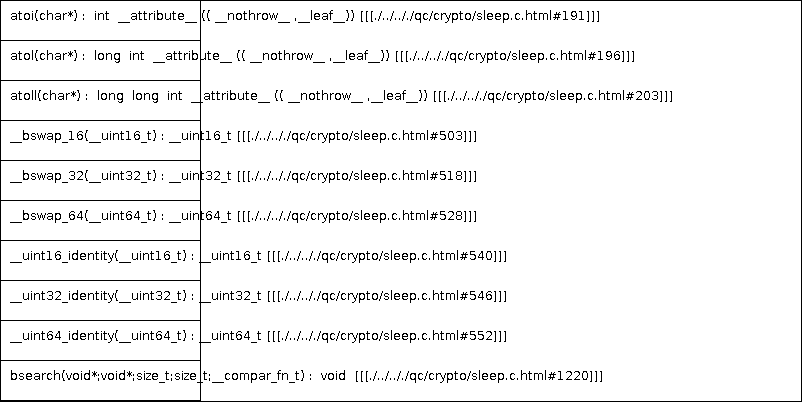 atoi(char*) : int __attribute__ (( __nothrow__ ,__leaf__)) [[[./../.././qc/crypto/sleep.c.html#191]]]
atol(char*) : long int __attribute__ (( __nothrow__ ,__leaf__)) [[[./../.././qc/crypto/sleep.c.html#196]]]
atoll(char*) : long long int __attribute__ (( __nothrow__ ,__leaf__)) [[[./../.././qc/crypto/sleep.c.html#203]]]
__bswap_16(__uint16_t) : __uint16_t [[[./../.././qc/crypto/sleep.c.html#503]]]
__bswap_32(__uint32_t) : __uint32_t [[[./../.././qc/crypto/sleep.c.html#518]]]
__bswap_64(__uint64_t) : __uint64_t [[[./../.././qc/crypto/sleep.c.html#528]]]
__uint16_identity(__uint16_t) : __uint16_t [[[./../.././qc/crypto/sleep.c.html#540]]]
__uint32_identity(__uint32_t) : __uint32_t [[[./../.././qc/crypto/sleep.c.html#546]]]
__uint64_identity(__uint64_t) : __uint64_t [[[./../.././qc/crypto/sleep.c.html#552]]]
bsearch(void*;void*;size_t;size_t;__compar_fn_t) : void [[[./../.././qc/crypto/sleep.c.html#1220]]]